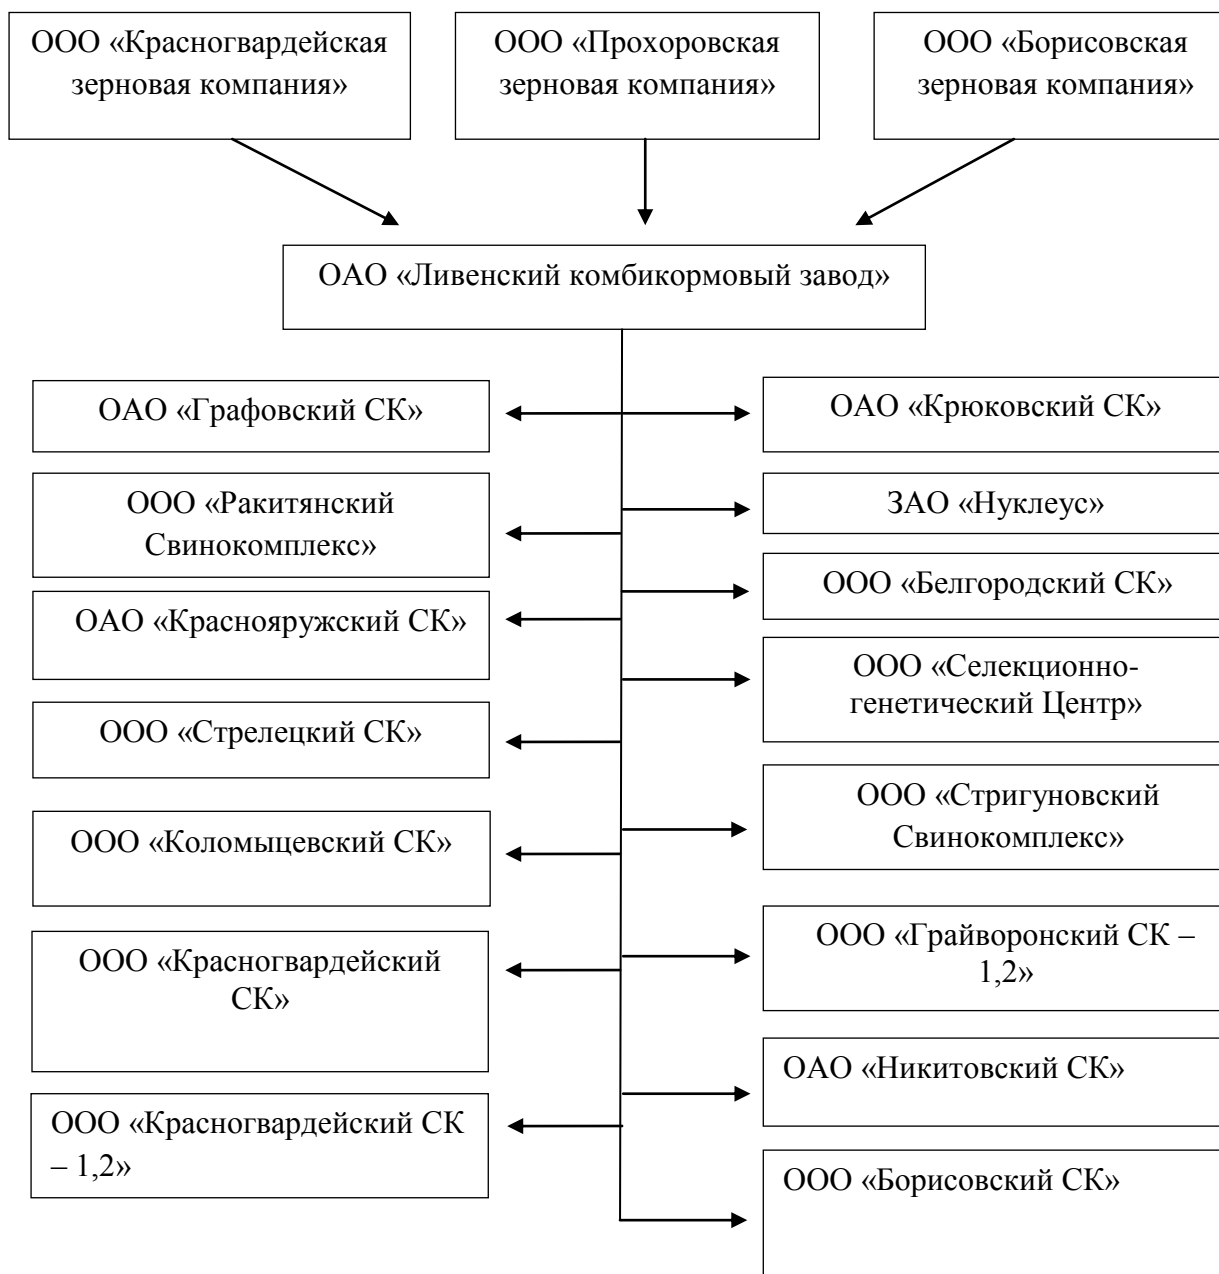 ООО «Красногвардейская
зерновая компания»
ООО «Прохоровская
зерновая компания»
ООО «Борисовская
зерновая компания»
ОАО «Ливенский комбикормовый завод»
ОАО «Графовский СК»
ОАО «Крюковский СК»
ООО «Ракитянский
Свинокомплекс»
ЗАО «Нуклеус»
ООО «Белгородский СК»
ОАО «Краснояружский СК»
ООО «Селекционно-
генетический Центр»
ООО «Стрелецкий СК»
ООО «Стригуновский
Свинокомплекс»
ООО «Коломыцевский СК»
ООО «Грайворонский СК –
1,2»
ООО «Красногвардейский
СК»
ОАО «Никитовский СК»
ООО «Красногвардейский СК
– 1,2»
ООО «Борисовский СК»